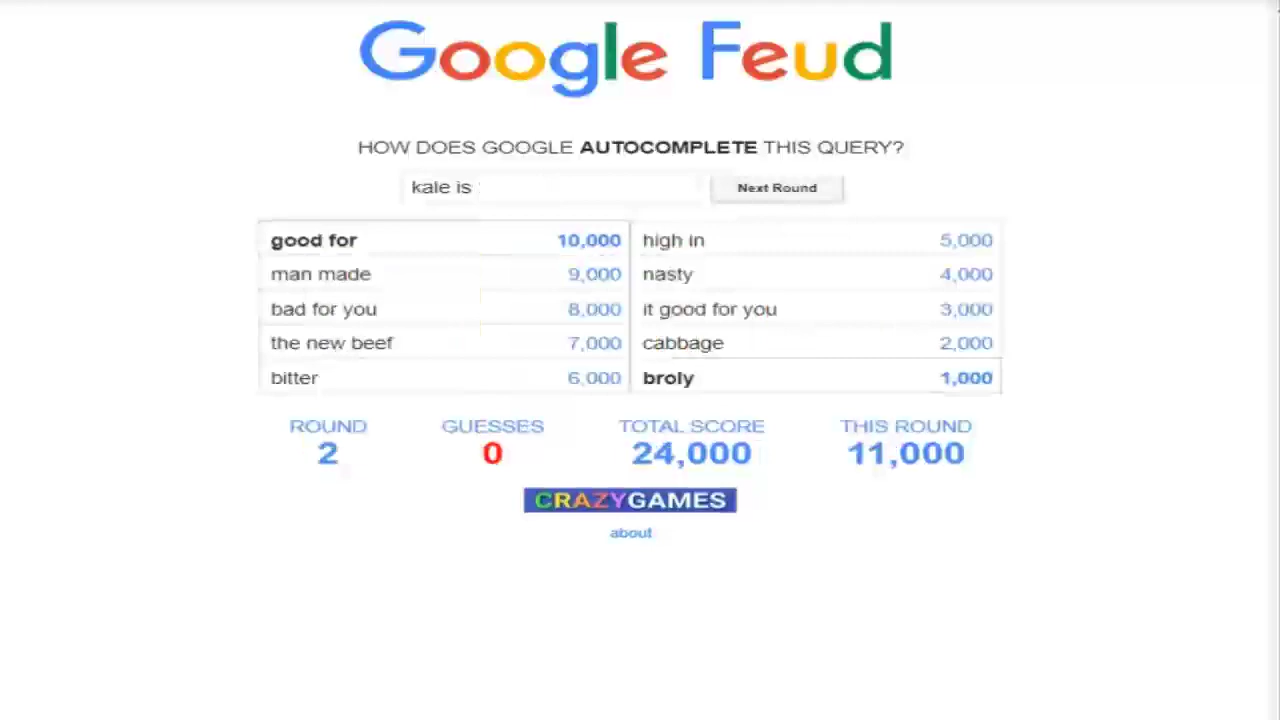 Google Feud
HOW DOES GOOGLE AUTOCOMPLETE THIS QUERY?
kale is
Next Round
good for 10,000
man made 9,000
bad for you 8,000
the new beef 7,000
bitter 6,000
high in 5,000
nasty 4,000
it good for you 3,000
cabbage 2,000
broly 1,000
ROUND GUESSES TOTAL SCORE THIS ROUND
2 0 24,000 11,000
CRAZYGAMES
about